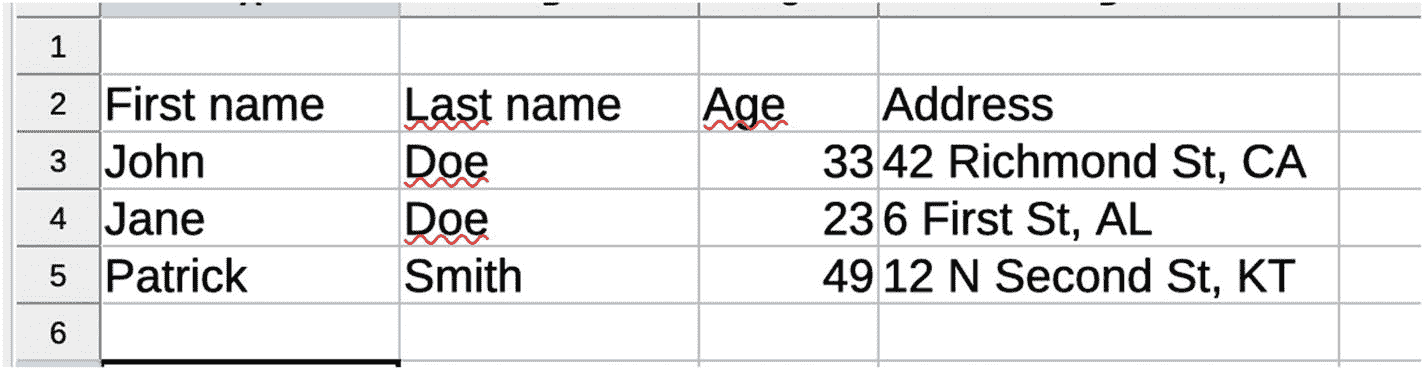 1
2 First name Last name Age Address
3 John Doe 33 42 Richmond St, CA
4 Jane Doe 23 6 First St, AL
5 Patrick Smith 49 12 N Second St, KT
6